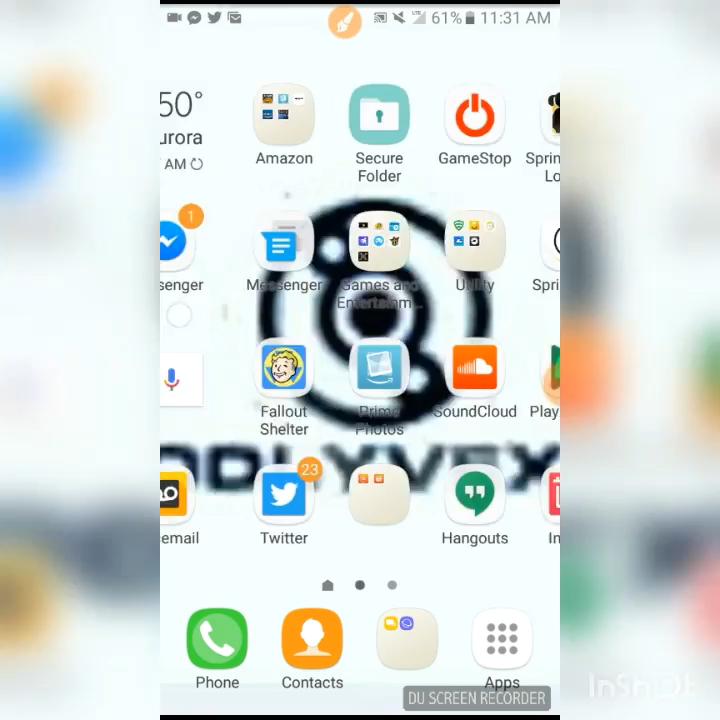 61% 11:31 AM
50°
urora
AM
Amazon
Secure
Folder
GameStop
Sprin
Lo
1
senger
Messenger
Games and
Entertainm...
Utility
Spri
Fallout
Shelter
Prime
Photos
SoundCloud
Play
23
email
Twitter
Hangouts
In
Phone
Contacts
Apps
DU SCREEN RECORDER
InShOt